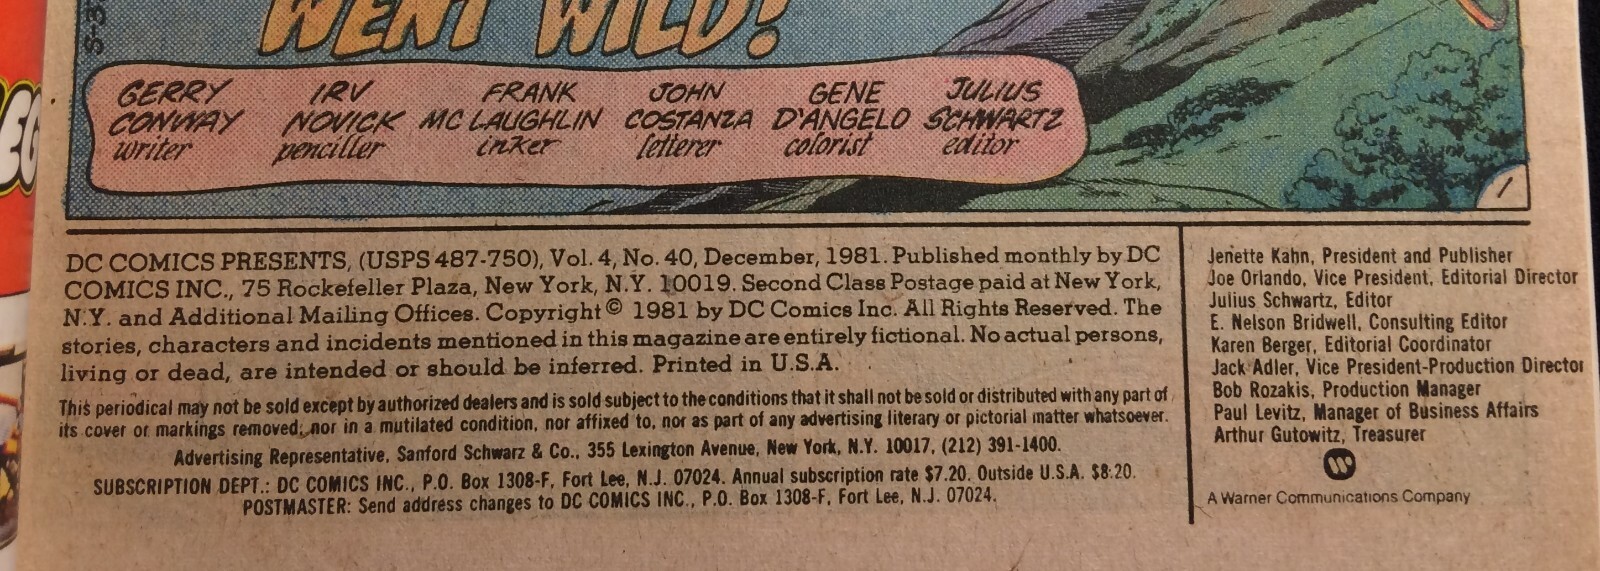 WENT WILD!
GERRY CONWAY writer
IRV NOVICK penciller
FRANK MC LAUGHLIN inker
JOHN COSTANZA letterer
GENE D'ANGELO colorist
JULIUS SCHWARTZ editor
1
DC COMICS PRESENTS, (USPS 487-750), Vol. 4, No. 40, December, 1981. Published monthly by DC
COMICS INC., 75 Rockefeller Plaza, New York, N.Y. 10019. Second Class Postage paid at New York,
N.Y. and Additional Mailing Offices. Copyright © 1981 by DC Comics Inc. All Rights Reserved. The
stories, characters and incidents mentioned in this magazine are entirely fictional. No actual persons,
living or dead, are intended or should be inferred. Printed in U.S.A.
This periodical may not be sold except by authorized dealers and is sold subject to the conditions that it shall not be sold or distributed with any part of
its cover or markings removed; nor in a mutilated condition, nor affixed to, nor as part of any advertising literary or pictorial matter whatsoever.
Advertising Representative, Sanford Schwarz & Co., 355 Lexington Avenue, New York, N.Y. 10017, (212) 391-1400.
SUBSCRIPTION DEPT.: DC COMICS INC., P.O. Box 1308-F, Fort Lee, N.J. 07024. Annual subscription rate $7.20. Outside U.S.A. $8.20.
POSTMASTER: Send address changes to DC COMICS INC., P.O. Box 1308-F, Fort Lee, N.J. 07024.
Jenette Kahn, President and Publisher
Joe Orlando, Vice President, Editorial Director
Julius Schwartz, Editor
E. Nelson Bridwell, Consulting Editor
Karen Berger, Editorial Coordinator
Jack Adler, Vice President-Production Director
Bob Rozakis, Production Manager
Paul Levitz, Manager of Business Affairs
Arthur Gutowitz, Treasurer
A Warner Communications Company